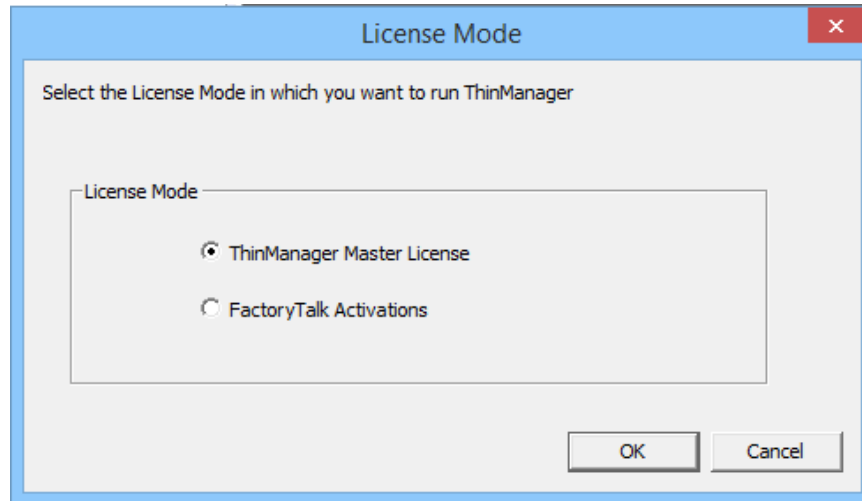 License Mode
Select the License Mode in which you want to run ThinManager
License Mode
ThinManager Master License
FactoryTalk Activations
OK Cancel